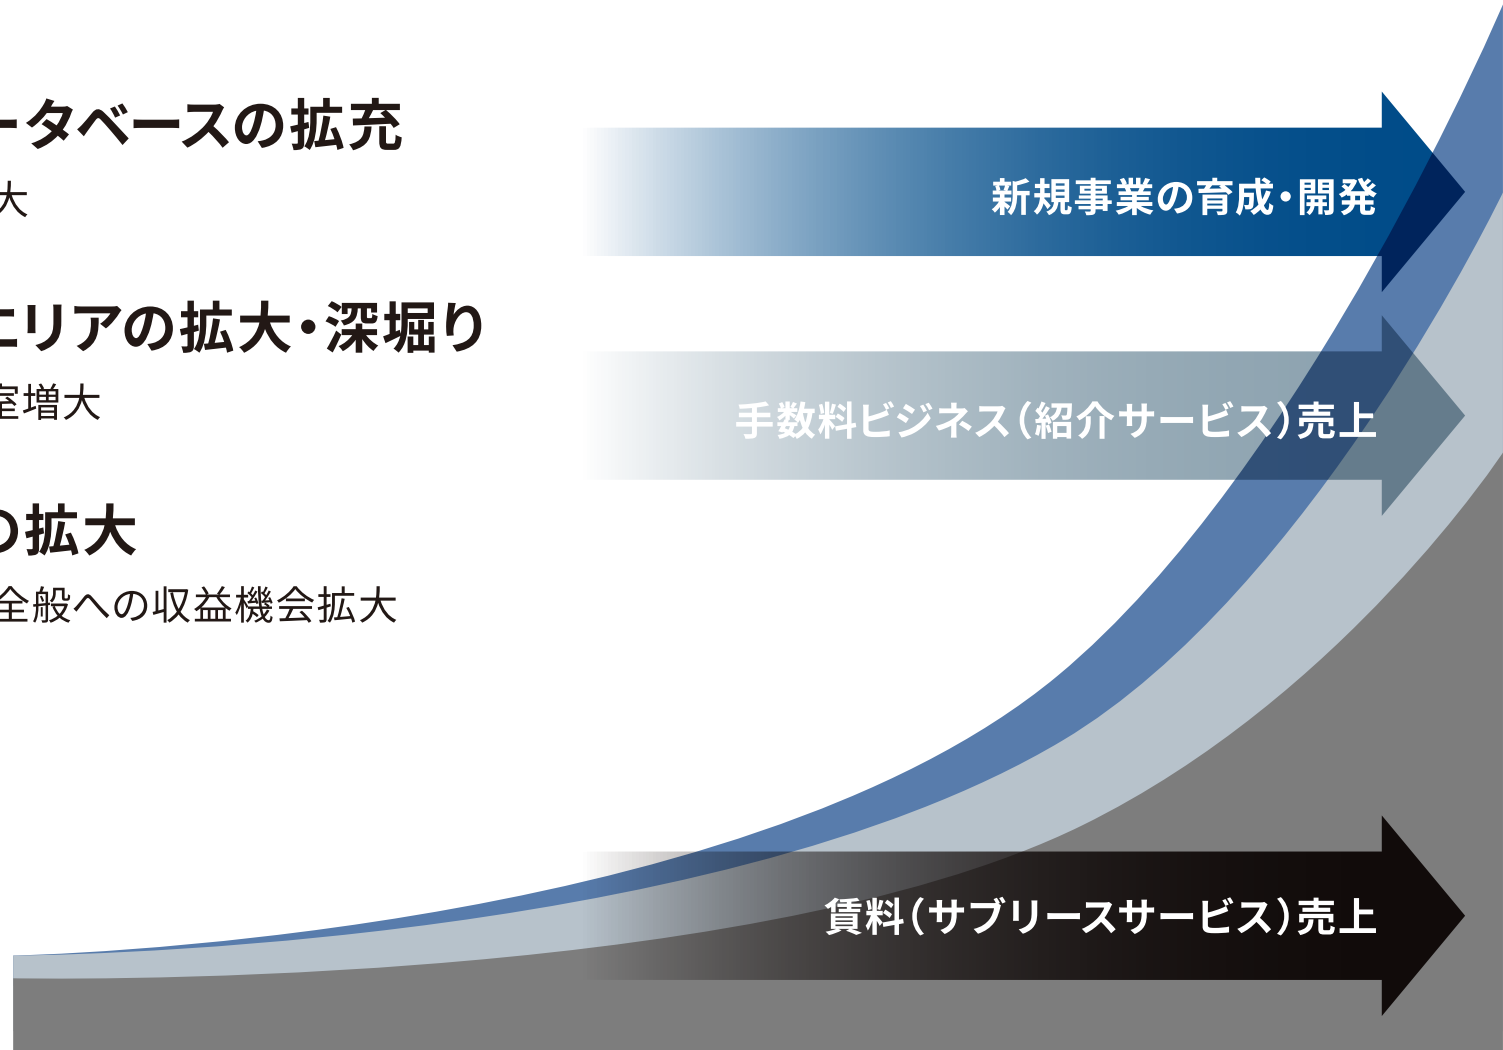 ータベースの拡充
大
新規事業の育成・開発
エリアの拡大・深堀り
室増大
手数料ビジネス（紹介サービス）売上
の拡大
全般への収益機会拡大
賃料（サブリースサービス）売上